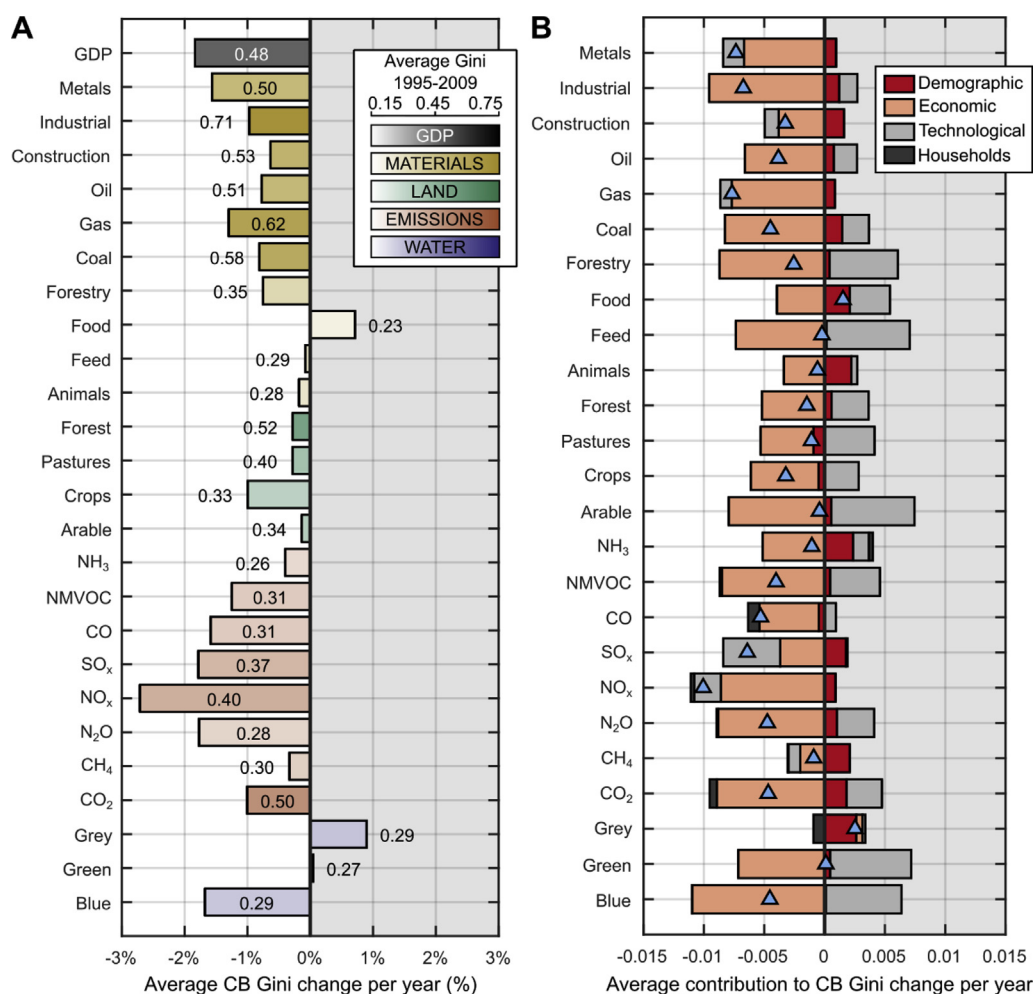 A
GDP
0.48
Metals
0.50
Industrial
0.71
Construction
0.53
Oil
0.51
Gas
0.62
Coal
0.58
Forestry
0.35
Food
0.23
Feed
0.29
Animals
0.28
Forest
0.52
Pastures
0.40
Crops
0.33
Arable
0.34
NH₃
0.26
NMVOC
0.31
CO
0.31
SOₓ
0.37
NOₓ
0.40
N₂O
0.28
CH₄
0.30
CO₂
0.50
Grey
0.29
Green
0.27
Blue
0.29
-3% -2% -1% 0% 1% 2% 3%
Average CB Gini change per year (%)
Average Gini
1995-2009
0.15 0.45 0.75
GDP
MATERIALS
LAND
EMISSIONS
WATER
B
Metals
Industrial
Construction
Oil
Gas
Coal
Forestry
Food
Feed
Animals
Forest
Pastures
Crops
Arable
NH₃
NMVOC
CO
SOₓ
NOₓ
N₂O
CH₄
CO₂
Grey
Green
Blue
-0.015 -0.01 -0.005 0 0.005 0.01 0.015
Average contribution to CB Gini change per year
Demographic
Economic
Technological
Households